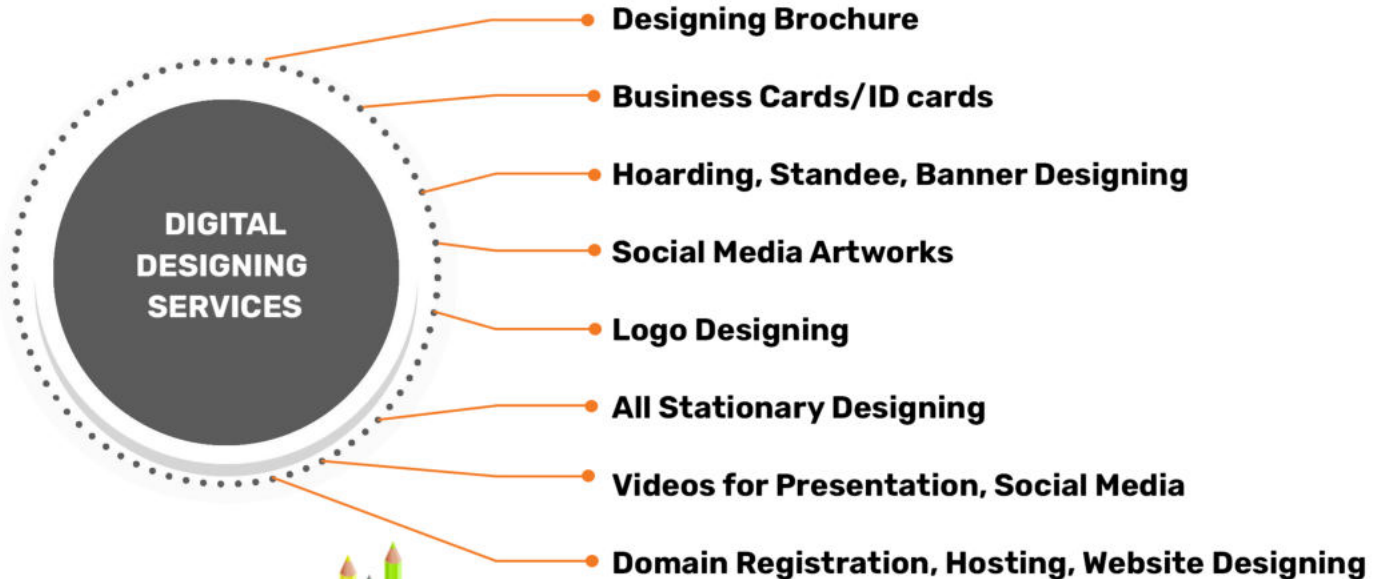 DIGITAL
DESIGNING
SERVICES
Designing Brochure
Business Cards/ID cards
Hoarding, Standee, Banner Designing
Social Media Artworks
Logo Designing
All Stationary Designing
Videos for Presentation, Social Media
Domain Registration, Hosting, Website Designing